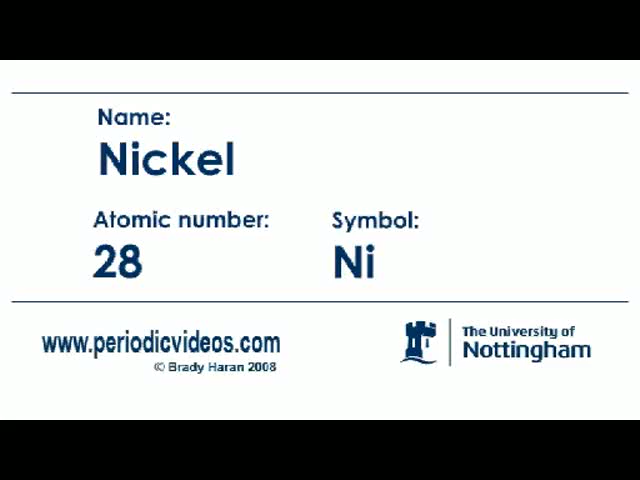 Name:
Nickel
Atomic number: Symbol:
28 Ni
www.periodicvideos.com
© Brady Haran 2008
The University of
Nottingham